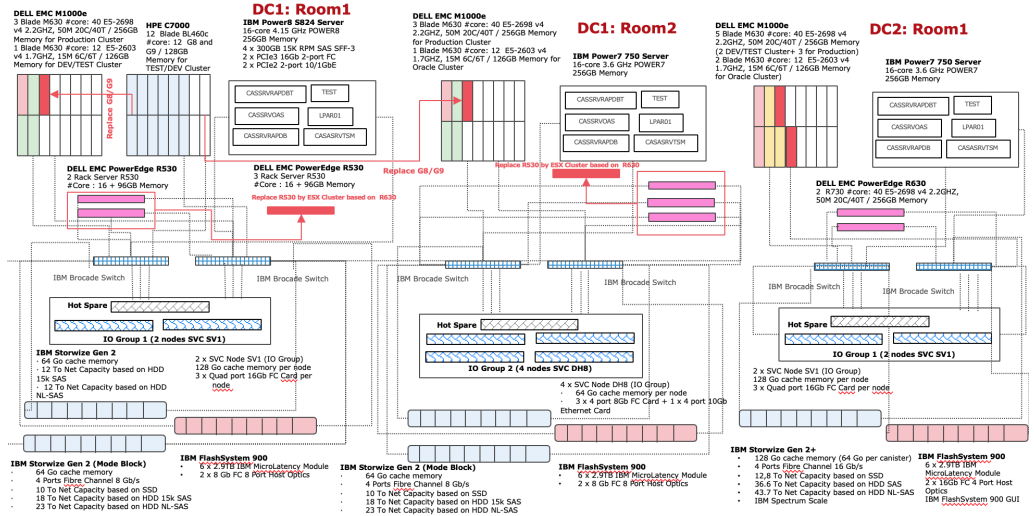 DC1: Room1
DELL EMC M1000e
3 Blade M630 #core: 40 E5-2698
v4 2.2GHZ, 50M 20C/40T / 256GB
Memory for Production Cluster
1 Blade M630 #core: 12  E5-2603
v4 1.7GHZ, 15M 6C/6T / 126GB
Memory for DEV/TEST Cluster
HPE C7000
12  Blade BL460c
#core: 12  G8 and
G9 / 128GB
Memory for
TEST/DEV Cluster
IBM Power8 S824 Server
16-core 4.15 GHz POWER8
256GB Memory
4 x 300GB 15K RPM SAS SFF-3
2 x PCIe3 16Gb 2-port FC
2 x PCIe2 2-port 10/1GbE
Replace G8/G9
CASSRVRAPDBT
TEST
CASSRVOAS
LPAR01
CASSRVRAPDB
CASASRVTSM
DELL EMC PowerEdge R530
2 Rack Server R530
#Core : 16 + 96GB Memory
DELL EMC PowerEdge R530
3 Rack Server R530
#Core : 16 + 96GB Memory
Replace R530 by ESX Cluster based on  R630
Replace G8/G9
IBM Brocade Switch
IBM Brocade Switch
Hot Spare
IO Group 1 (2 nodes SVC SV1)
IBM Storwize Gen 2
· 64 Go cache memory
· 12 To Net Capacity based on HDD
15k SAS
· 12 To Net Capacity based on HDD
NL-SAS
2 x SVC Node SV1 (IO Group)
128 Go cache memory per node
3 x Quad port 16Gb FC Card per
node
IBM Storwize Gen 2 (Mode Block)
· 64 Go cache memory
· 4 Ports Fibre Channel 8 Gb/s
· 10 To Net Capacity based on SSD
· 18 To Net Capacity based on HDD 15k SAS
· 23 To Net Capacity based on HDD NL-SAS
IBM FlashSystem 900
• 6 x 2.9TB IBM MicroLatency Module
• 2 x 8 Gb FC 8 Port Host Optics
DC1: Room2
DELL EMC M1000e
3 Blade M630 #core: 40 E5-2698 v4
2.2GHZ, 50M 20C/40T / 256GB Memory
for Production Cluster
1 Blade M630 #core: 12  E5-2603 v4
1.7GHZ, 15M 6C/6T / 126GB Memory for
Oracle Cluster
IBM Power7 750 Server
16-core 3.6 GHz POWER7
256GB Memory
CASSRVRAPDBT
TEST
CASSRVOAS
LPAR01
CASSRVRAPDB
CASASRVTSM
Replace R530 by ESX Cluster based on  R630
IBM Brocade Switch
IBM Brocade Switch
Hot Spare
IO Group 2 (4 nodes SVC DH8)
4 x SVC Node DH8 (IO Group)
· 64 Go cache memory per node
· 3 x 4 port 8Gb FC Card + 1 x 4 port 10Gb
Ethernet Card
IBM Storwize Gen 2 (Mode Block)
· 64 Go cache memory
· 4 Ports Fibre Channel 8 Gb/s
· 10 To Net Capacity based on SSD
· 18 To Net Capacity based on HDD 15k SAS
· 23 To Net Capacity based on HDD NL-SAS
IBM FlashSystem 900
• 6 x 2.9TB IBM MicroLatency Module
• 2 x 8 Gb FC 8 Port Host Optics
DC2: Room1
DELL EMC M1000e
5 Blade M630 #core: 40 E5-2698 v4
2.2GHZ, 50M 20C/40T / 256GB Memory
(2 DEV/TEST Cluster+ 3 for Production)
2 Blade M630 #core: 12  E5-2603 v4
1.7GHZ, 15M 6C/6T / 126GB Memory
for Oracle Cluster)
IBM Power7 750 Server
16-core 3.6 GHz POWER7
256GB Memory
CASSRVRAPDBT
TEST
CASSRVOAS
LPAR01
CASSRVRAPDB
CASASRVTSM
DELL EMC PowerEdge R630
2  R730 #core: 40 E5-2698 v4 2.2GHZ,
50M 20C/40T / 256GB Memory
IBM Brocade Switch
IBM Brocade Switch
Hot Spare
IO Group 1 (2 nodes SVC SV1)
2 x SVC Node SV1 (IO Group)
128 Go cache memory per node
3 x Quad port 16Gb FC Card per node
IBM Storwize Gen 2+
• 128 Go cache memory (64 Go per canister)
• 4 Ports Fibre Channel 16 Gb/s
• 12,8 To Net Capacity based on SSD
• 36.6 To Net Capacity based on HDD SAS
• 43.7 To Net Capacity based on HDD NL-SAS
• IBM Spectrum Scale
IBM FlashSystem 900
6 x 2.9TB IBM
MicroLatency Module
• 2 x 16Gb FC 4 Port Host
Optics
IBM FlashSystem 900 GUI